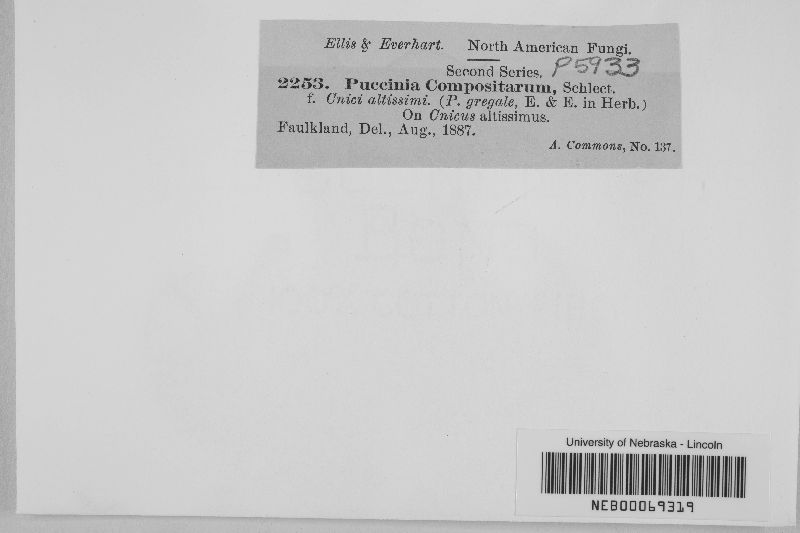 Ellis & Everhart. North American Fungi.
Second Series. P5933
2253. Puccinia Compositarum, Schlect.
f. Cnici altissimi. (P. gregale, E. & E. in Herb.)
On Cnicus altissimus.
Faulkland, Del., Aug., 1887.
A. Commons, No. 137.
University of Nebraska - Lincoln
NEB00069319